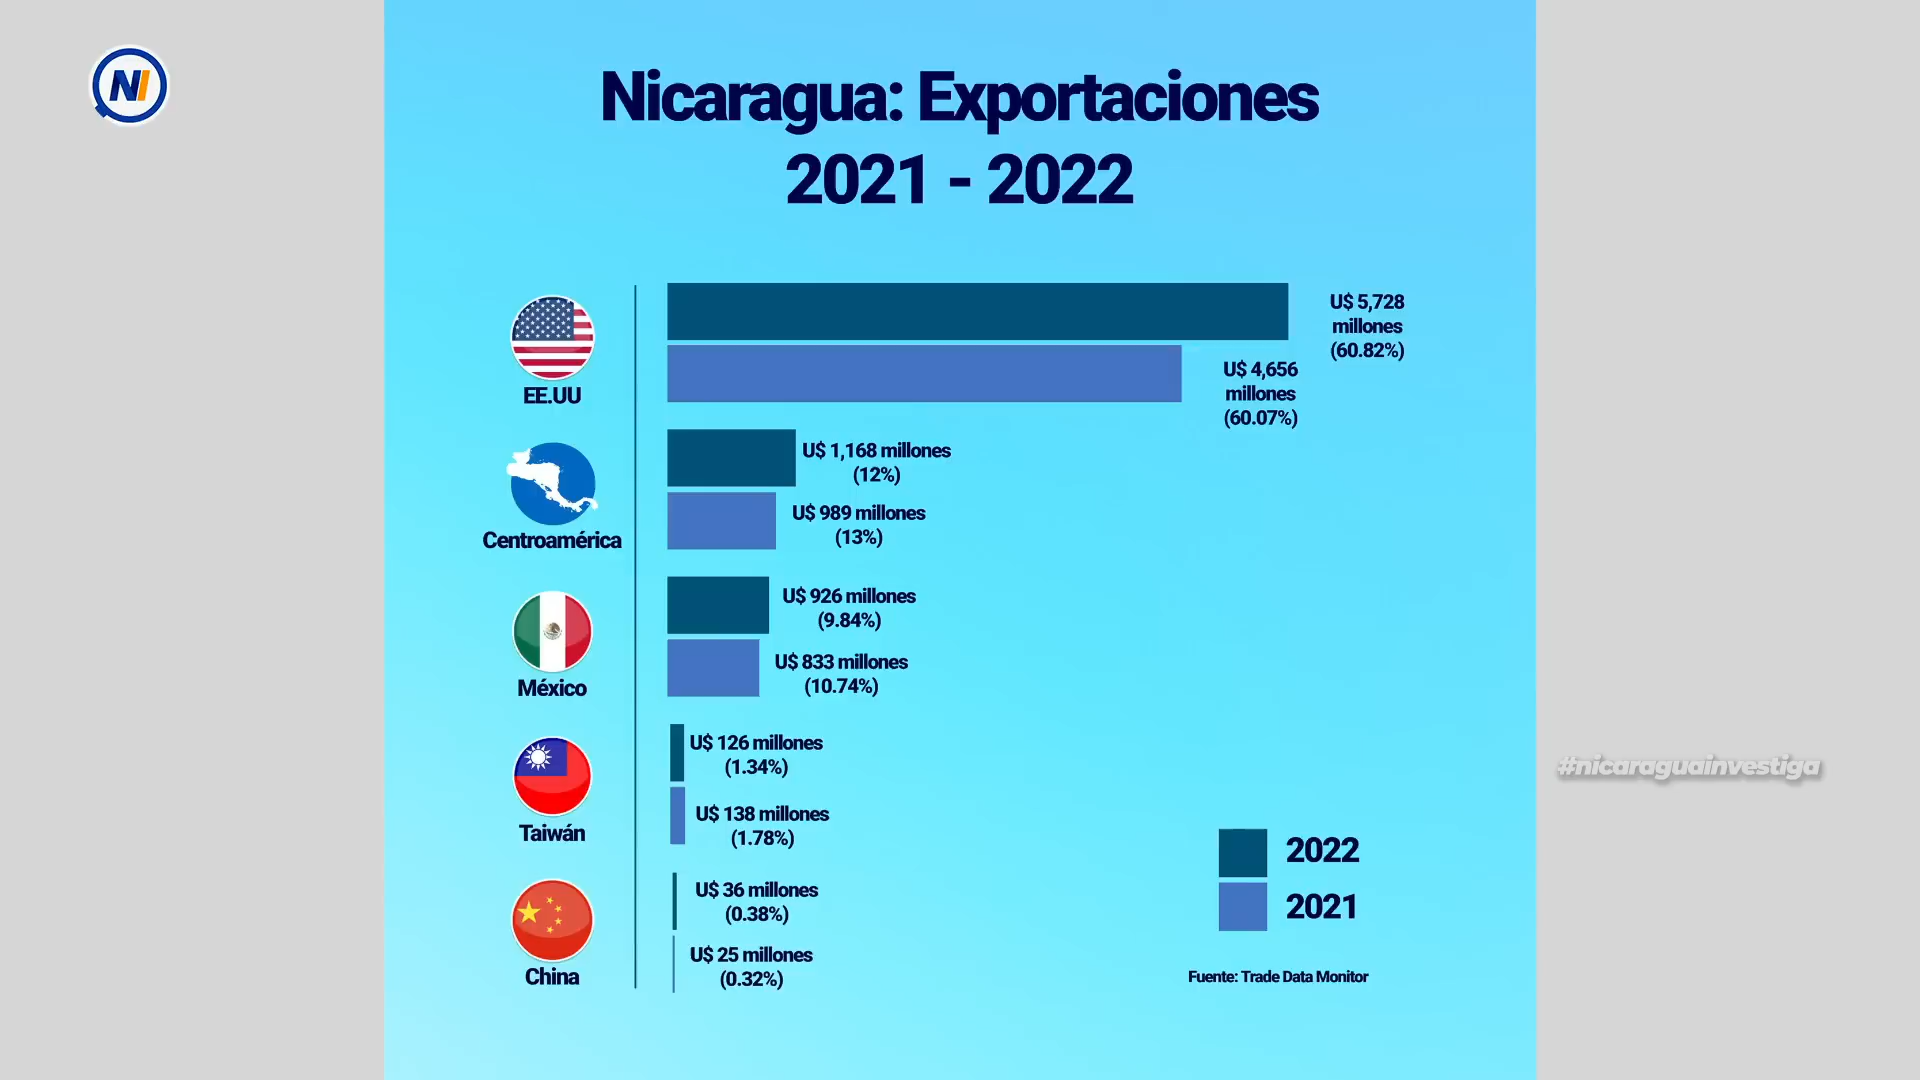 NI
Nicaragua: Exportaciones
2021 - 2022
EE.UU
U$ 5,728
millones
(60.82%)
U$ 4,656
millones
(60.07%)
Centroamérica
U$ 1,168 millones
(12%)
U$ 989 millones
(13%)
México
U$ 926 millones
(9.84%)
U$ 833 millones
(10.74%)
Taiwán
U$ 126 millones
(1.34%)
U$ 138 millones
(1.78%)
China
U$ 36 millones
(0.38%)
U$ 25 millones
(0.32%)
#nicaraguainvestiga
2022
2021
Fuente: Trade Data Monitor